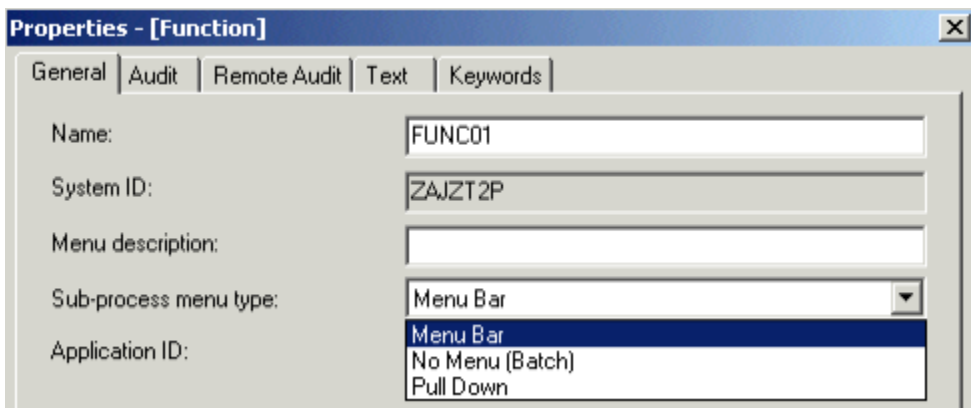 Properties - [Function]
General Audit Remote Audit Text Keywords
Name: FUNC01
System ID: ZAJZT2P
Menu description:
Sub-process menu type: Menu Bar
Menu Bar
Application ID: No Menu (Batch)
Pull Down